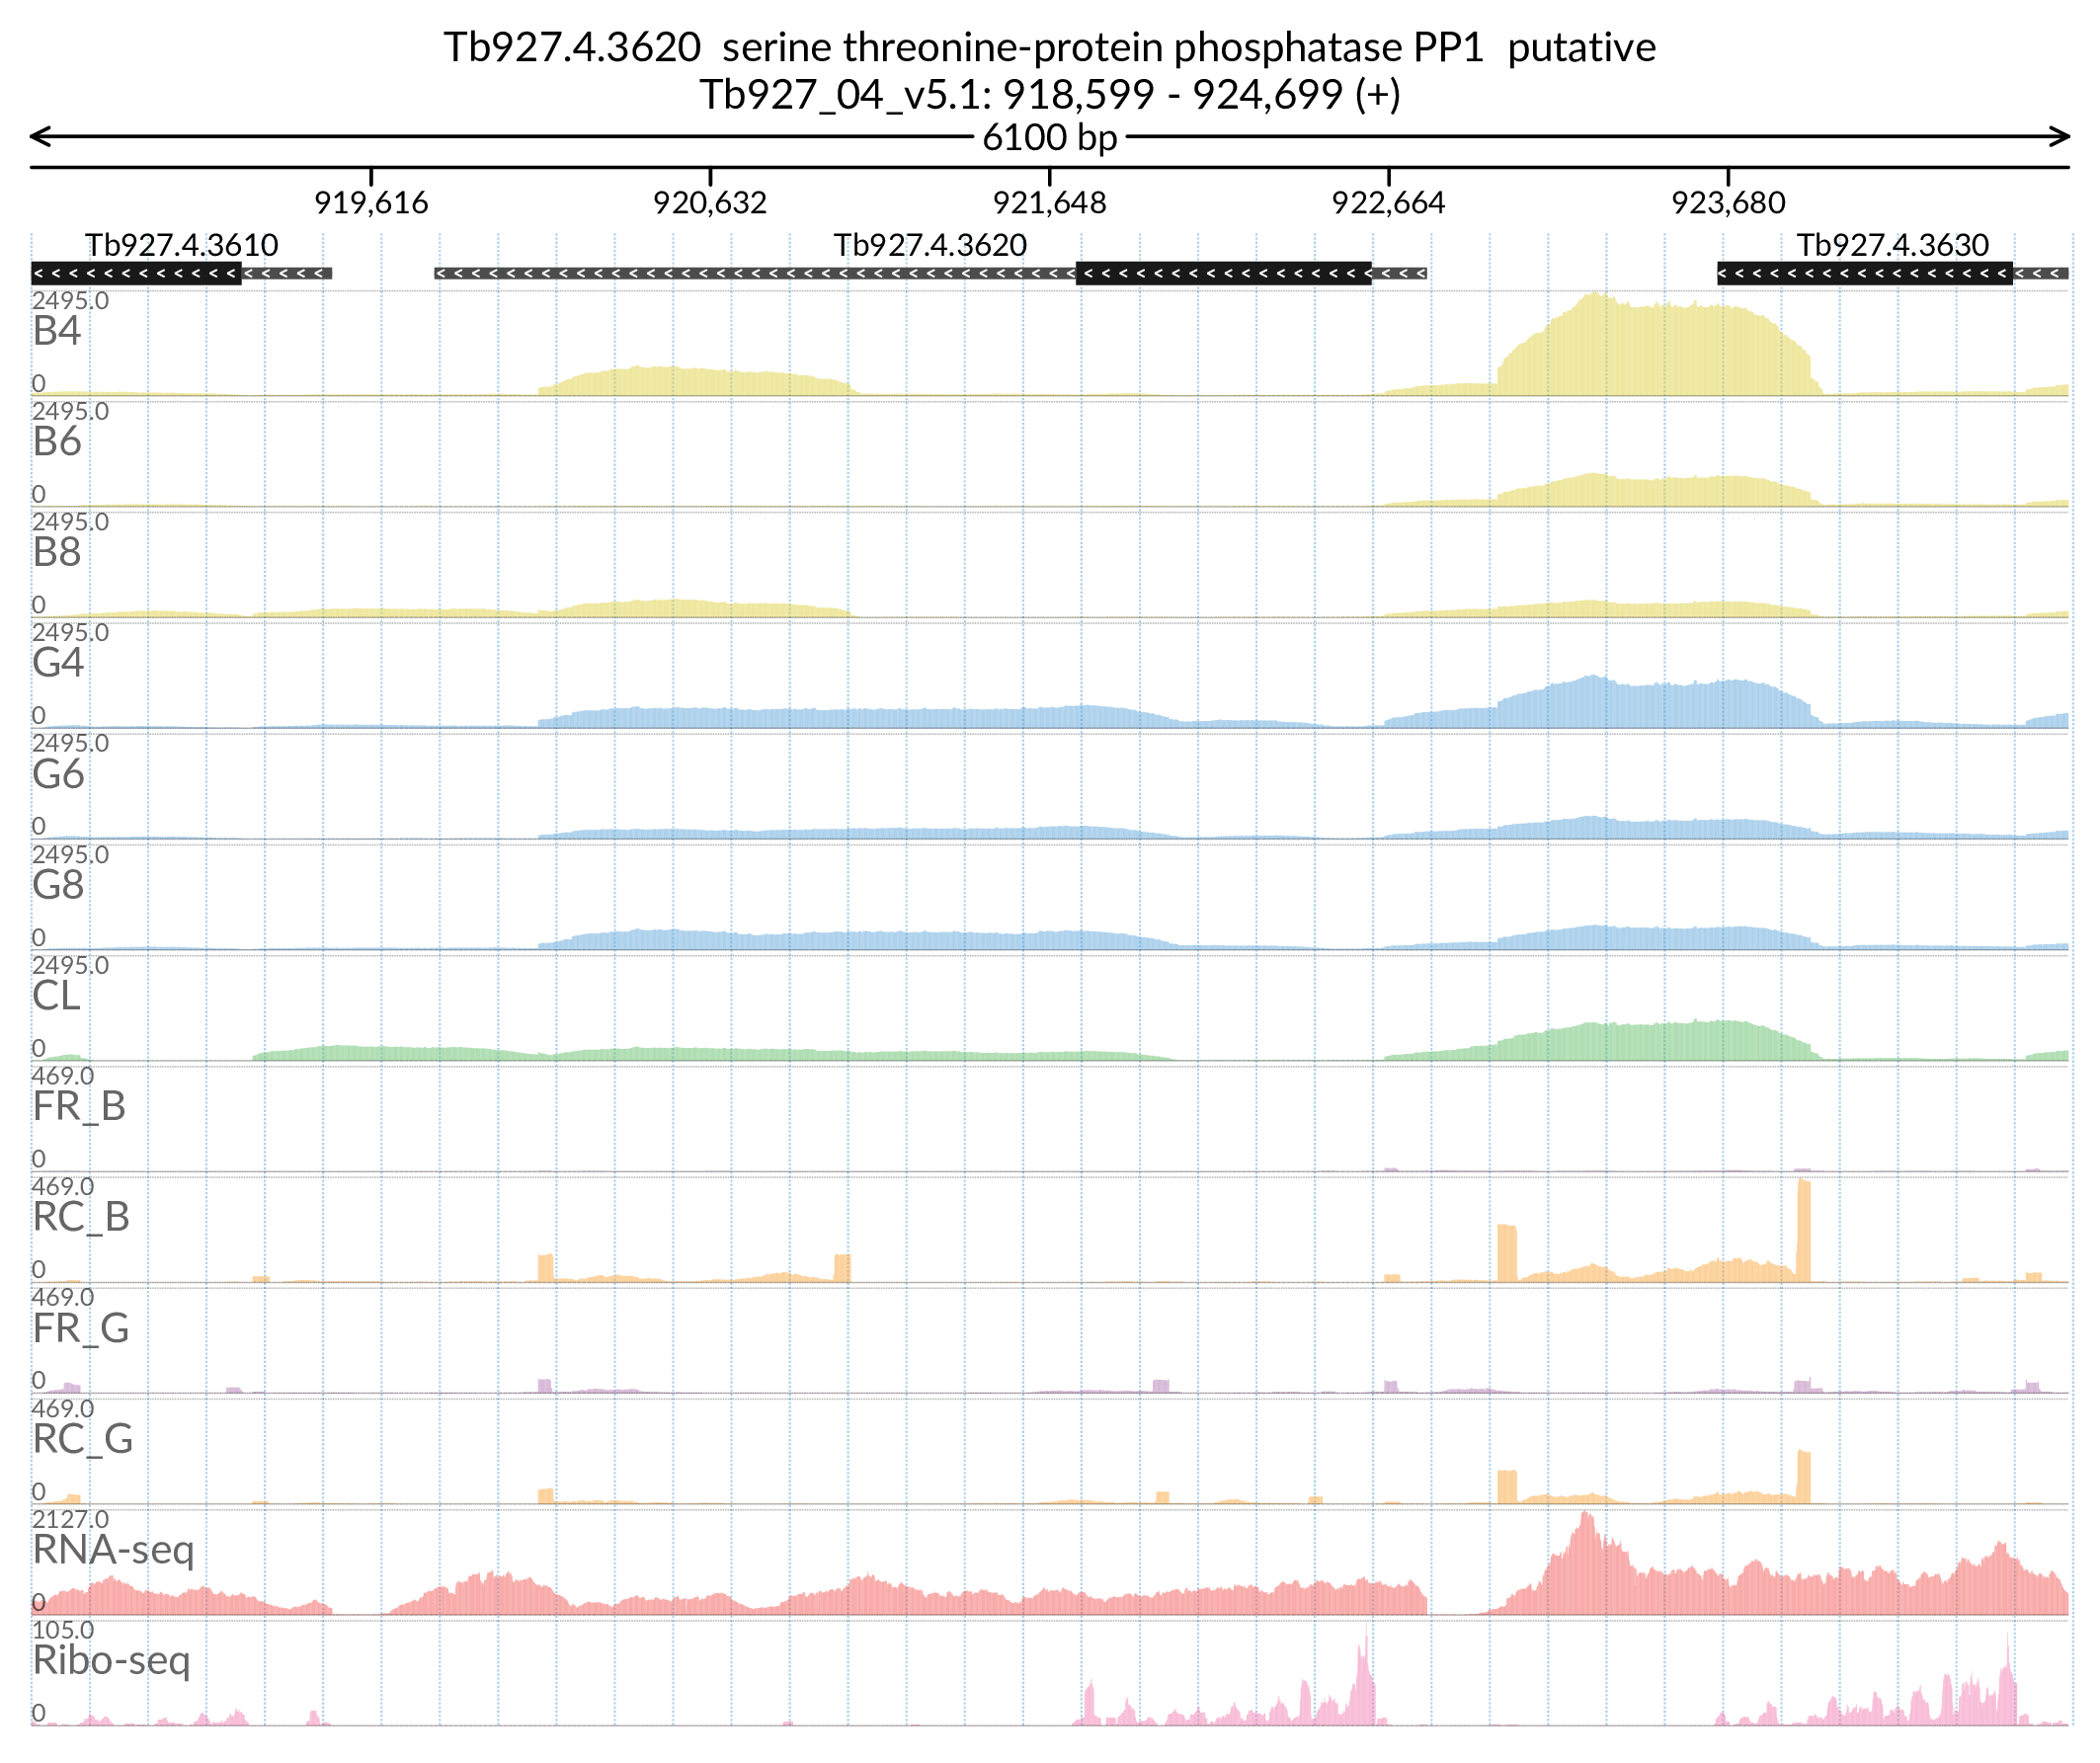 Tb927.4.3620 serine threonine-protein phosphatase PP1 putative
Tb927_04_v5.1: 918,599 - 924,699 (+)
6100 bp
919,616 920,632 921,648 922,664 923,680
Tb927.4.3610 Tb927.4.3620 Tb927.4.3630
2495.0
B4
0
2495.0
B6
0
2495.0
B8
0
2495.0
G4
0
2495.0
G6
0
2495.0
G8
0
2495.0
CL
0
469.0
FR_B
0
469.0
RC_B
0
469.0
FR_G
0
469.0
RC_G
0
2127.0
RNA-seq
0
105.0
Ribo-seq
0